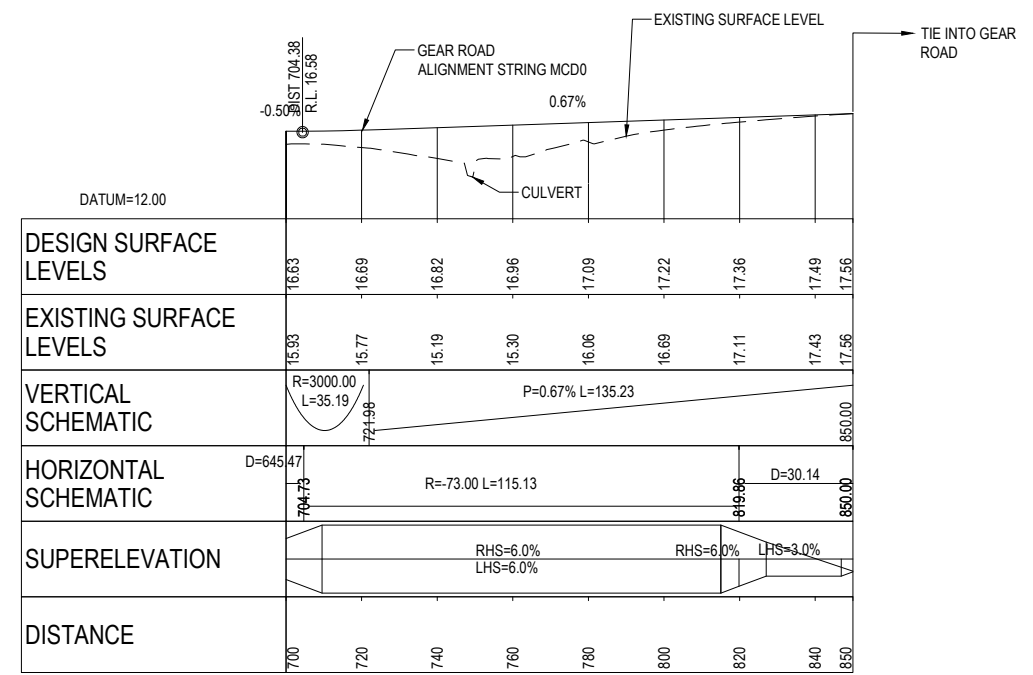 EXISTING SURFACE LEVEL
TIE INTO GEAR
ROAD
GEAR ROAD
ALIGNMENT STRING MCD0
DIST 704.38
R.L. 16.58
-0.50%
0.67%
CULVERT
DATUM=12.00
DESIGN SURFACE
LEVELS
16.63 16.69 16.82 16.96 17.09 17.22 17.36 17.49 17.56
EXISTING SURFACE
LEVELS
15.93 15.77 15.19 15.30 16.06 16.69 17.11 17.43 17.56
VERTICAL
SCHEMATIC
R=3000.00
L=35.19
721.98
P=0.67% L=135.23
850.00
HORIZONTAL
SCHEMATIC
D=645.47
704.73
R=-73.00 L=115.13
819.86
D=30.14
850.00
SUPERELEVATION
RHS=6.0%
LHS=6.0%
RHS=6.0%
LHS=3.0%
DISTANCE
700 720 740 760 780 800 820 840 850